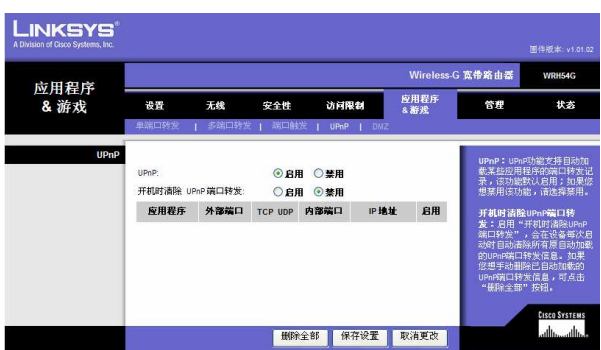 LINKSYS®
A Division of Cisco Systems, Inc.
固件版本: v1.01.02
Wireless-G 宽带路由器
WRH54G
应用程序
& 游戏
设置
无线
安全性
访问限制
应用程序
& 游戏
管理
状态
单端口转发 | 多端口转发 | 端口触发 | UPnP | DMZ
UPnP
UPnP:
启用
禁用
开机时清除 UPnP 端口转发:
启用
禁用
应用程序
外部端口
TCP UDP
内部端口
IP 地址
启用
UPnP：UPnP功能支持自动加
载某些应用程序的端口转发记
录，该功能默认启用；如果您
想禁用该功能，请选择禁用。
开机时清除UPnP端口转
发：启用“开机时清除UPnP
端口转发”，会在设备每次启
动时自动清除所有原自动加载
的UPnP端口转发信息。如果
您想手动删除已自动加载的
UPnP端口转发信息，可点击
“删除全部”按钮。
删除全部
保存设置
取消更改
CISCO SYSTEMS